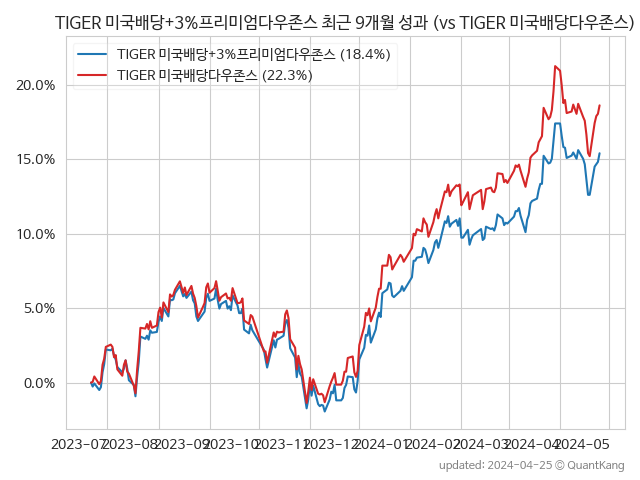 TIGER 미국배당+3%프리미엄다우존스 최근 9개월 성과 (vs TIGER 미국배당다우존스)
TIGER 미국배당+3%프리미엄다우존스 (18.4%)
TIGER 미국배당다우존스 (22.3%)
20.0%
15.0%
10.0%
5.0%
0.0%
2023-07 2023-08 2023-09 2023-10 2023-11 2023-12 2024-01 2024-02 2024-03 2024-04 2024-05
updated: 2024-04-25 © QuantKang